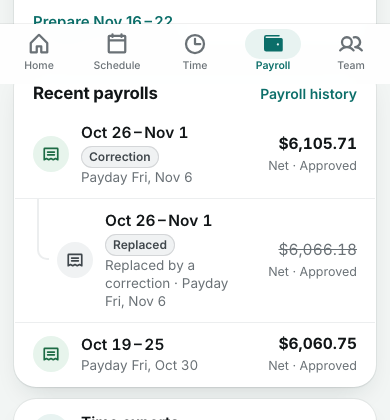 Prepare Nov 16 – 22
Home
Schedule
Time
Payroll
Team
Recent payrolls
Payroll history
Oct 26 – Nov 1
Correction
Payday Fri, Nov 6
$6,105.71
Net · Approved
Oct 26 – Nov 1
Replaced
Replaced by a
correction · Payday
Fri, Nov 6
$6,066.18
Net · Approved
Oct 19 – 25
Payday Fri, Oct 30
$6,060.75
Net · Approved